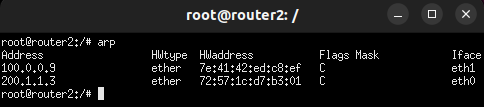 root@router2: /
root@router2:/# arp
Address HWtype HWaddress Flags Mask Iface
100.0.0.9 ether 7e:41:42:ed:c8:ef C eth1
200.1.1.3 ether 72:57:1c:d7:b3:01 C eth0
root@router2:/#